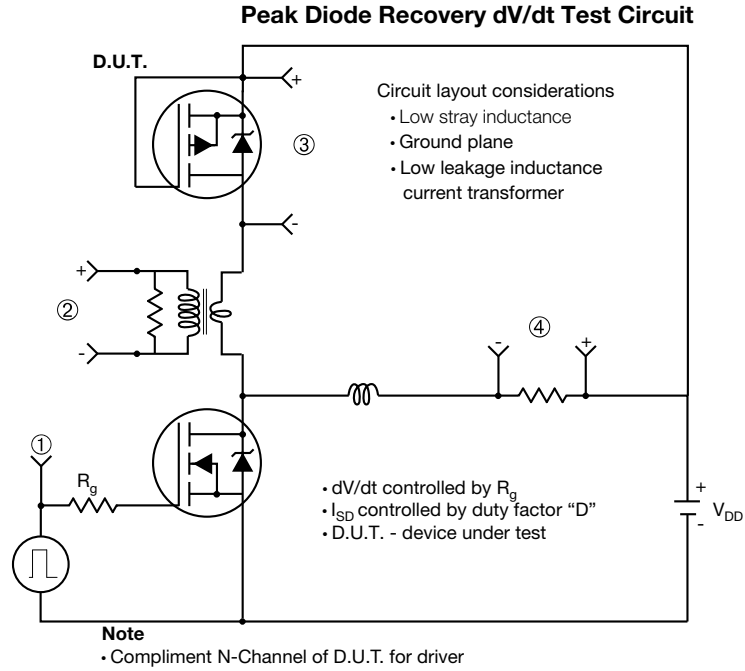 Peak Diode Recovery dV/dt Test Circuit
D.U.T.
+
Circuit layout considerations
• Low stray inductance
• Ground plane
• Low leakage inductance
current transformer
③
-
+
②
-
④
-
+
①
Rg
• dV/dt controlled by Rg
• ISD controlled by duty factor “D”
• D.U.T. - device under test
+
VDD
-
Note
• Compliment N-Channel of D.U.T. for driver